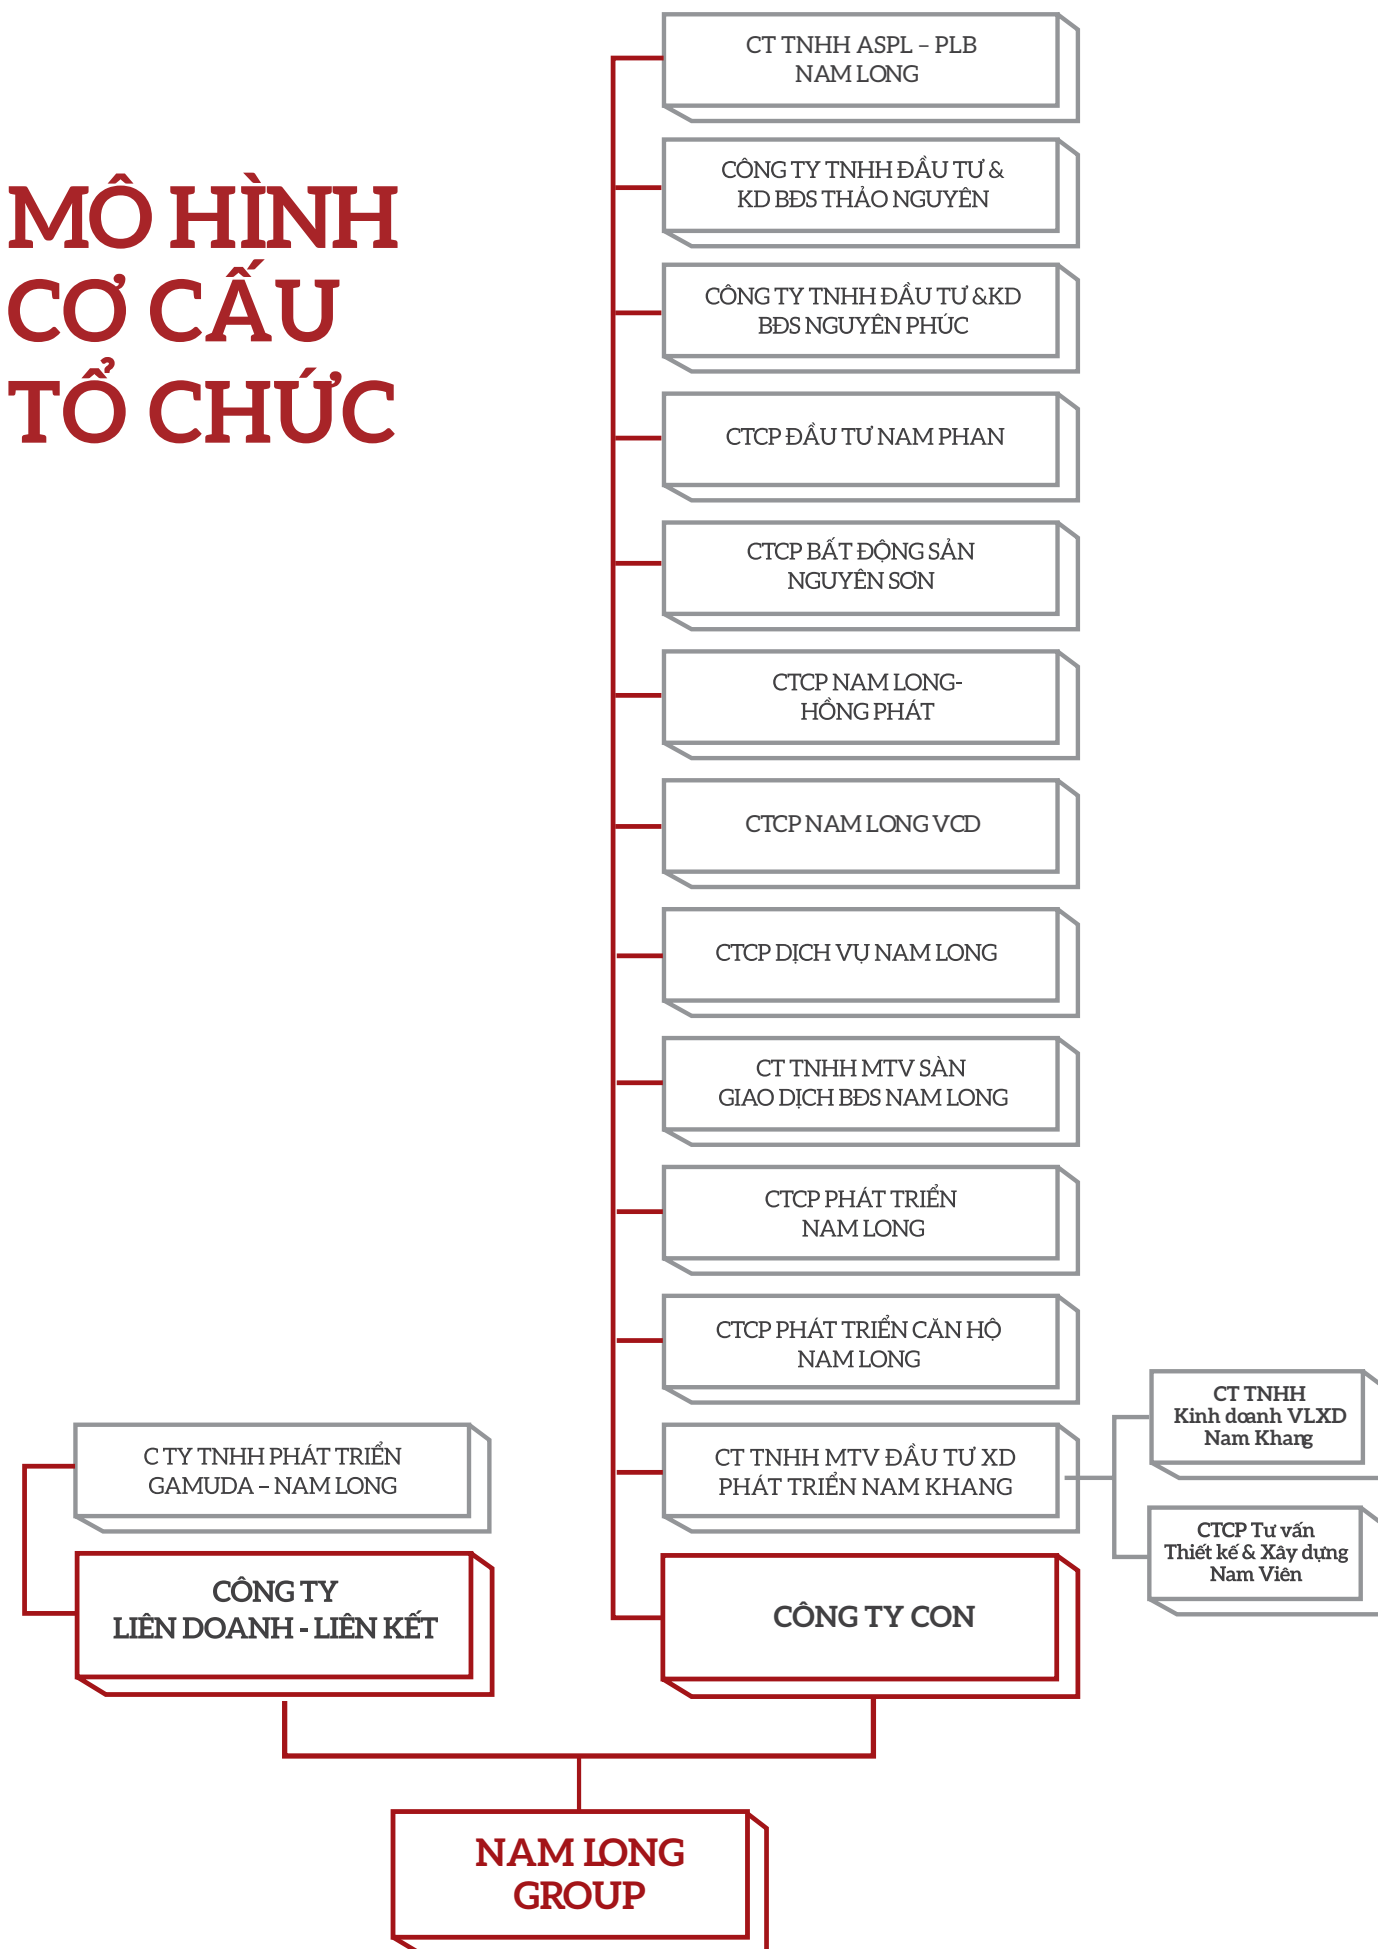 MÔ HÌNH
CƠ CẤU
TỔ CHỨC
CT TNHH ASPL – PLB
NAM LONG
CÔNG TY TNHH ĐẦU TƯ &
KD BĐS THẢO NGUYÊN
CÔNG TY TNHH ĐẦU TƯ &KD
BĐS NGUYÊN PHÚC
CTCP ĐẦU TƯ NAM PHAN
CTCP BẤT ĐỘNG SẢN
NGUYÊN SƠN
CTCP NAM LONG-
HỒNG PHÁT
CTCP NAM LONG VCD
CTCP DỊCH VỤ NAM LONG
CT TNHH MTV SÀN
GIAO DỊCH BĐS NAM LONG
CTCP PHÁT TRIỂN
NAM LONG
CTCP PHÁT TRIỂN CĂN HỘ
NAM LONG
CT TNHH MTV ĐẦU TƯ XD
PHÁT TRIỂN NAM KHANG
CT TNHH
Kinh doanh VLXD
Nam Khang
CTCP Tư vấn
Thiết kế & Xây dựng
Nam Viên
C TY TNHH PHÁT TRIỂN
GAMUDA – NAM LONG
CÔNG TY
LIÊN DOANH - LIÊN KẾT
CÔNG TY CON
NAM LONG
GROUP